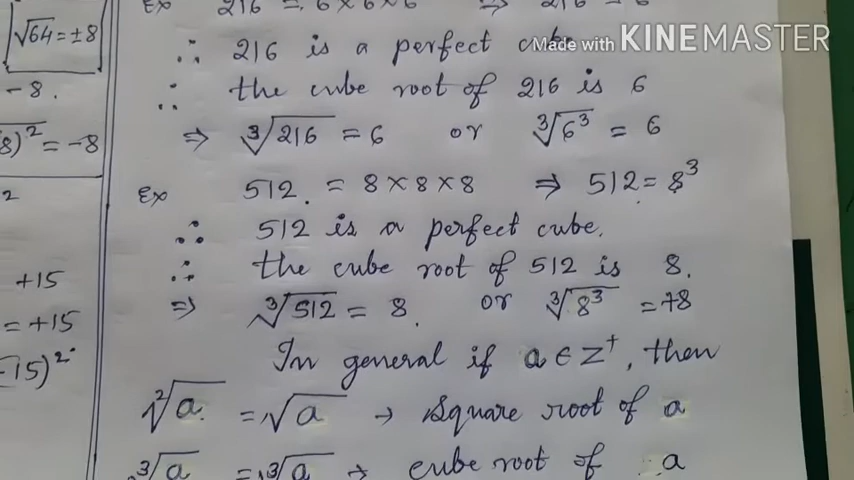 √64 = ±8
-8.
8)² = -8
2
+15
= +15
-15)²
Ex 216 = 6×6×6 ⇒ 216 = 6
∴ 216 is a perfect cube
∴ the cube root of 216 is 6
⇒ ∛216 = 6 or ∛6³ = 6
Ex 512. = 8×8×8 ⇒ 512 = 8³
∴ 512 is a perfect cube.
∴ the cube root of 512 is 8.
⇒ ∛512 = 8. or ∛8³ = +8
In general if a ∈ Z⁺, then
²√a = √a → square root of a
∛a = ∛a → cube root of a
Made with KINEMASTER